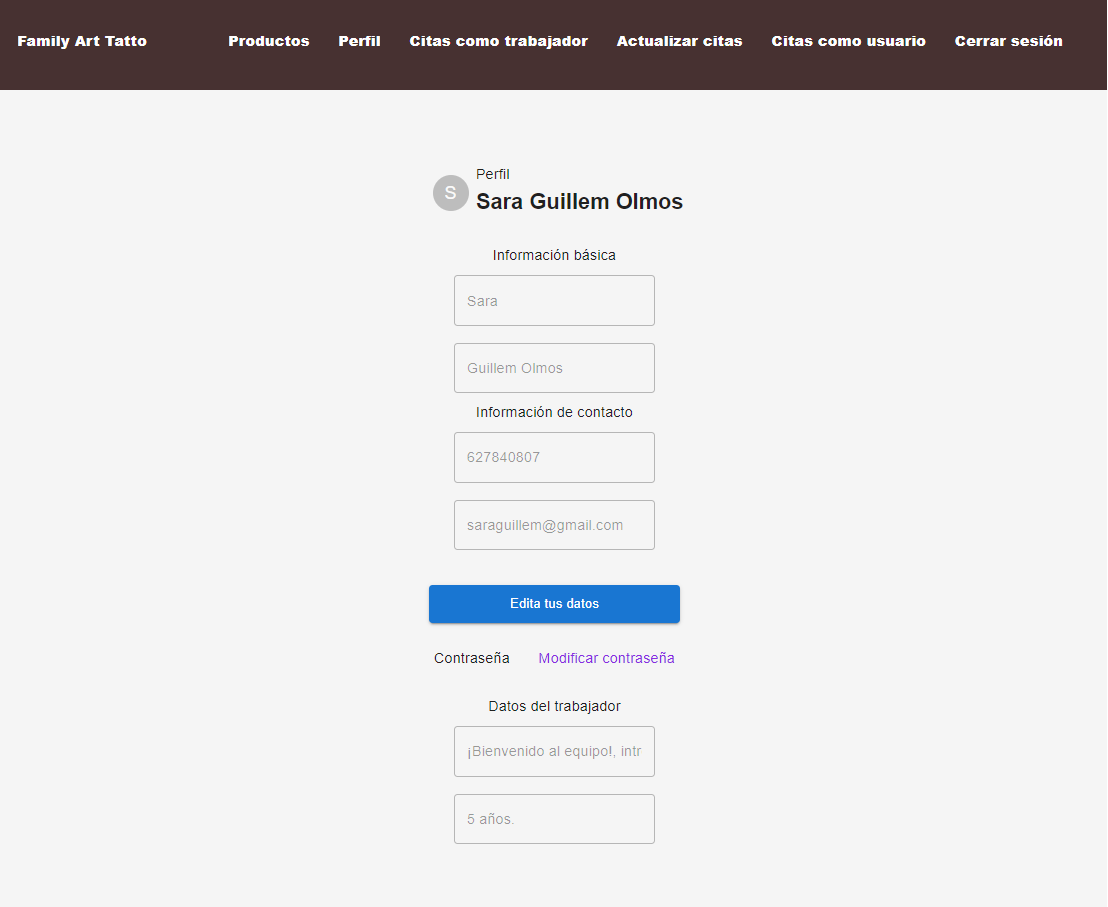 Family Art Tatto Productos Perfil Citas como trabajador Actualizar citas Citas como usuario Cerrar sesión
S
Perfil
Sara Guillem Olmos
Información básica
Sara
Guillem Olmos
Información de contacto
627840807
saraguillem@gmail.com
Edita tus datos
Contraseña Modificar contraseña
Datos del trabajador
¡Bienvenido al equipo!, intr
5 años.